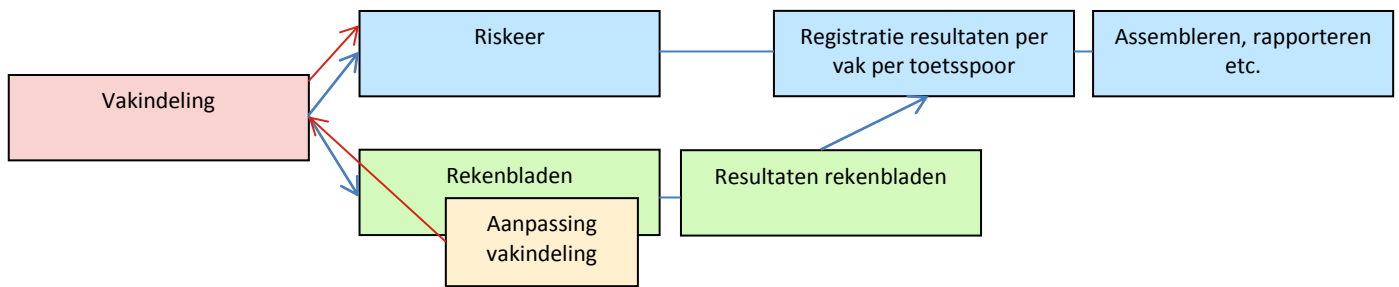 Riskeer
Registratie resultaten per
vak per toetsspoor
Assembleren, rapporteren
etc.
Vakindeling
Rekenbladen
Resultaten rekenbladen
Aanpassing
vakindeling